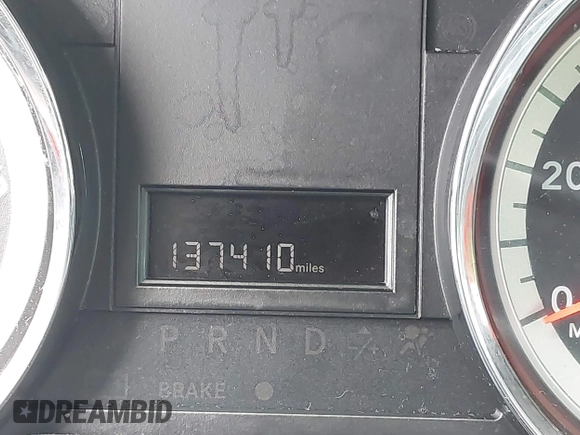 137410 miles
20
0
M
P R N D +/-
BRAKE
DREAMBID